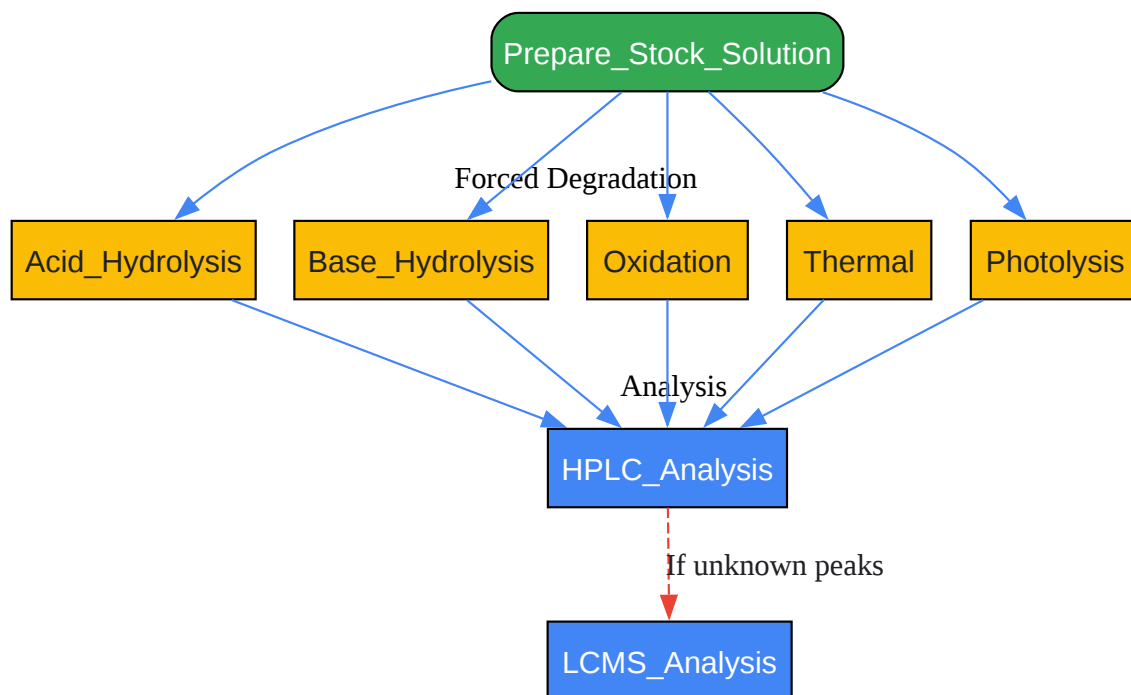 Prepare_Stock_Solution
Forced Degradation
Acid_Hydrolysis
Base_Hydrolysis
Oxidation
Thermal
Photolysis
Analysis
HPLC_Analysis
If unknown peaks
LCMS_Analysis